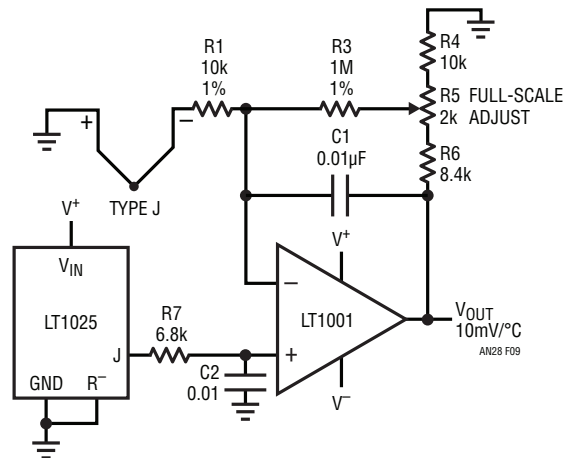 R4
10k
R1
10k
1%
R3
1M
1%
R5 FULL-SCALE
2k ADJUST
C1
0.01µF
R6
8.4k
+
−
TYPE J
V+
VIN
LT1025
J
GND
R−
R7
6.8k
C2
0.01
V+
−
LT1001
+
V−
VOUT
10mV/°C
AN28 F09